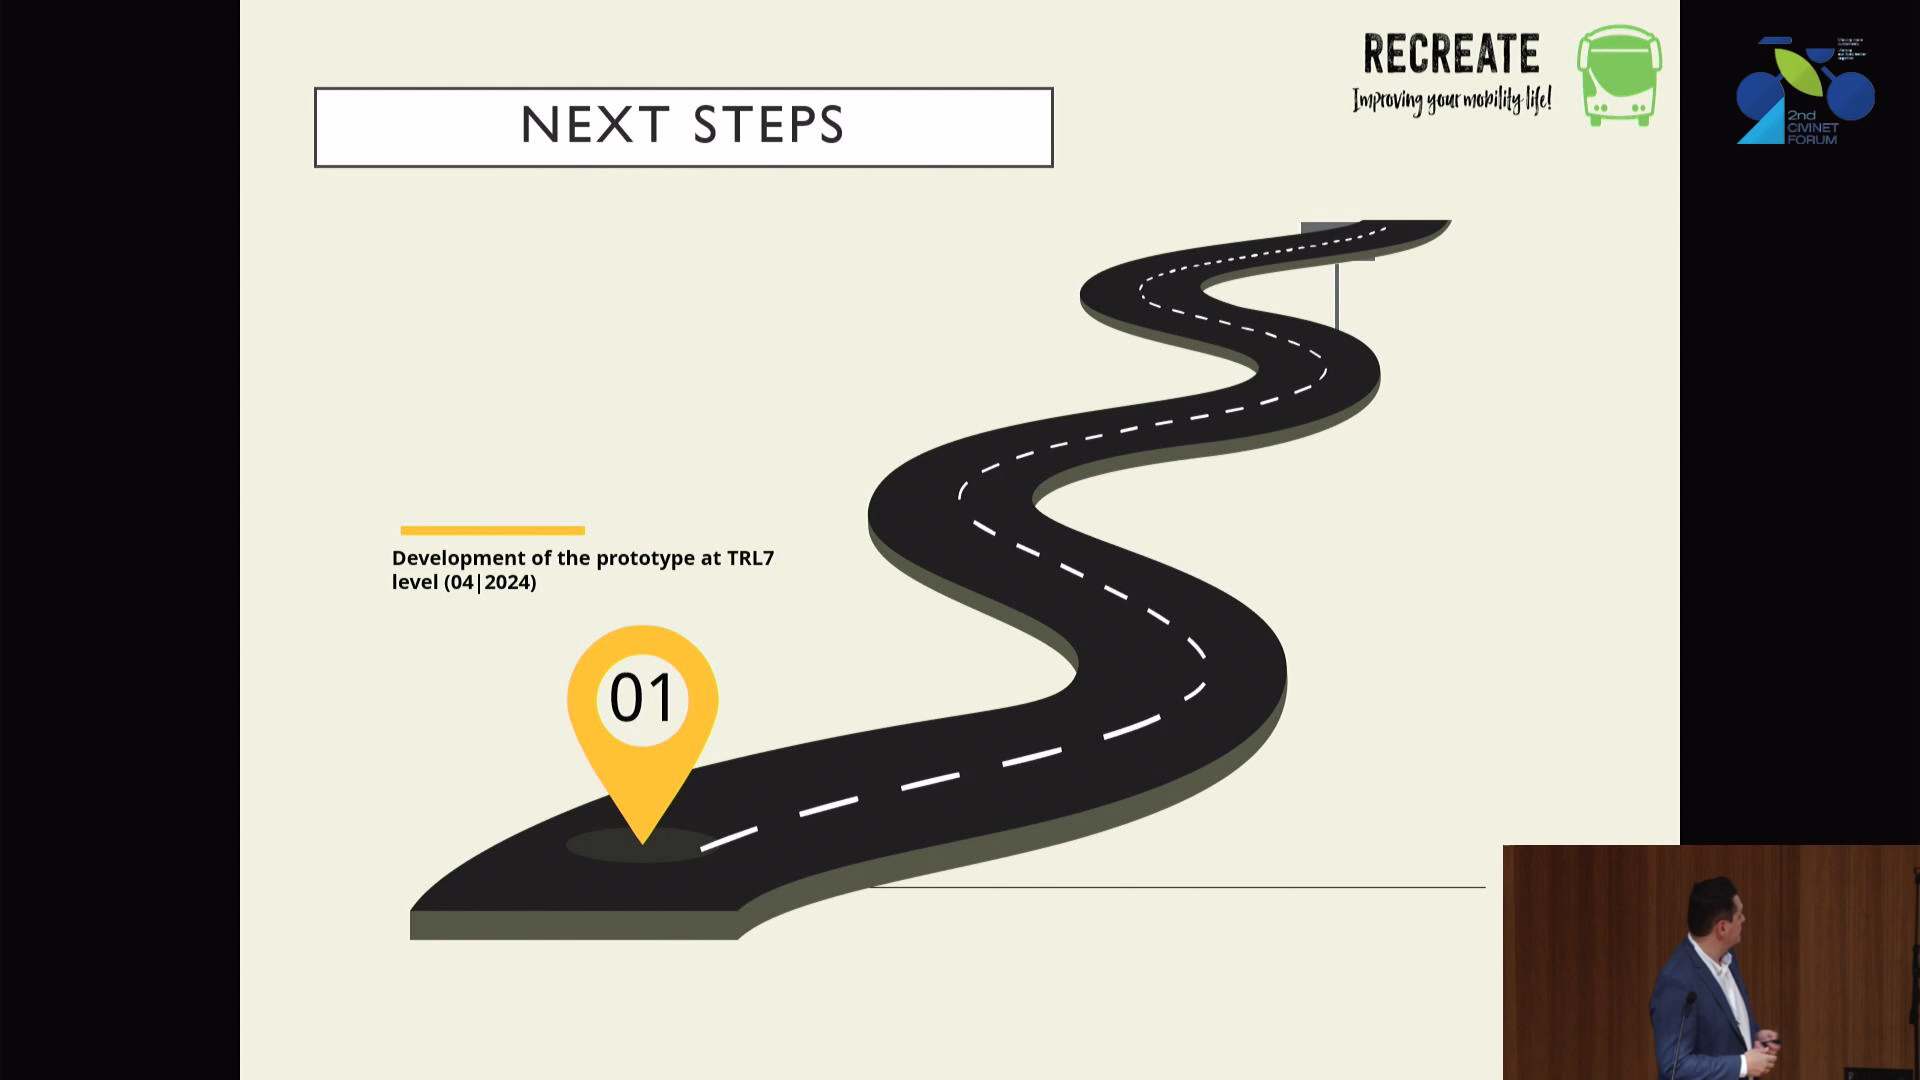 RECREATE
Improving your mobility life!
NEXT STEPS
2nd
CIVINET
FORUM
Development of the prototype at TRL7
level (04|2024)
01